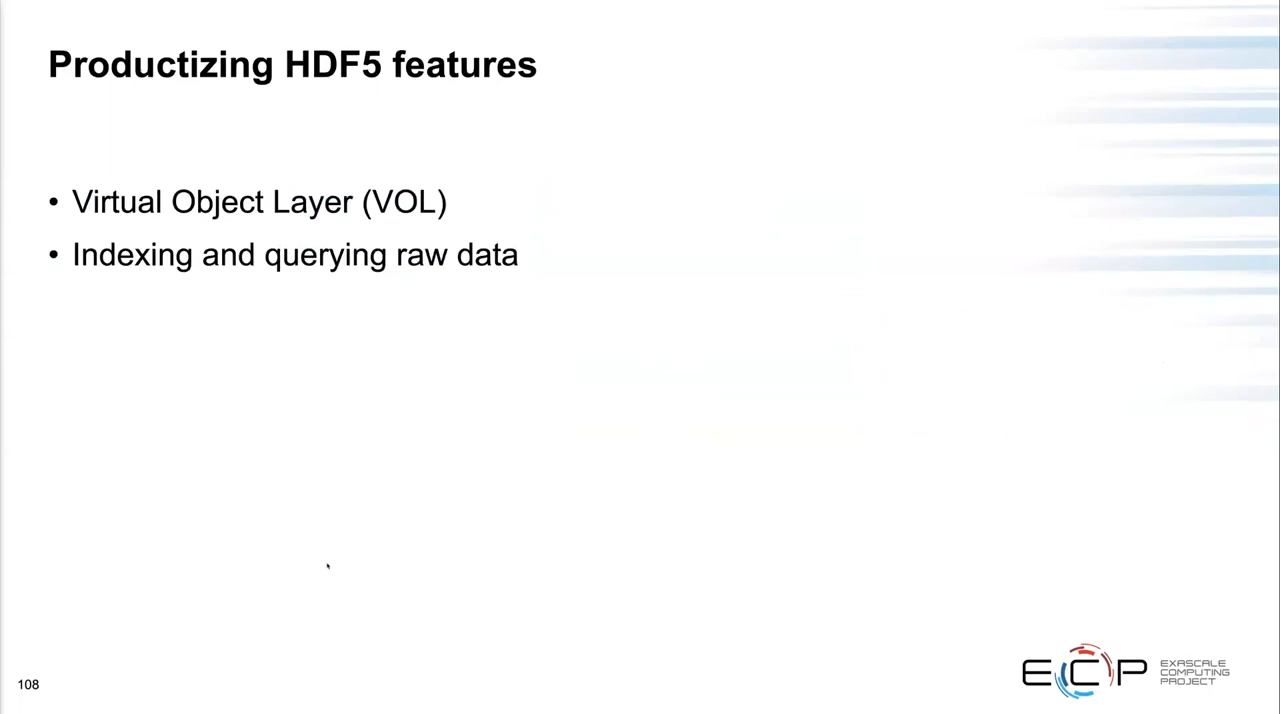 Productizing HDF5 features
• Virtual Object Layer (VOL)
• Indexing and querying raw data
108
ECP
EXASCALE
COMPUTING
PROJECT